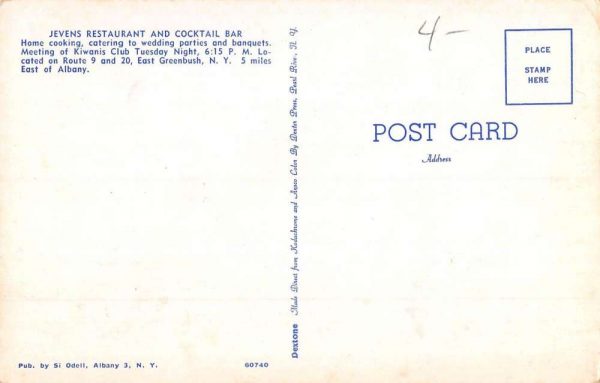 JEVENS RESTAURANT AND COCKTAIL BAR
Home cooking, catering to wedding parties and banquets.
Meeting of Kiwanis Club Tuesday Night, 6:15 P. M. Lo-
cated on Route 9 and 20, East Greenbush, N. Y. 5 miles
East of Albany.
4-
PLACE
STAMP
HERE
POST CARD
Address
Dextone Made Direct from Kodachrome and Ansco Color By Dexter Press, Pearl River, N. Y.
Pub. by Si Odell, Albany 3, N. Y.
60740